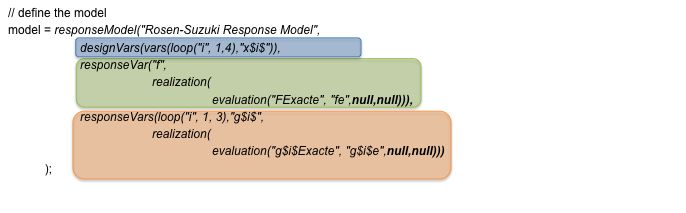 // define the model
model = responseModel("Rosen-Suzuki Response Model",
designVars(vars(loop("i", 1,4),"x$i$")),
responseVar("f",
realization(
evaluation("FExacte", "fe",null,null))),
responseVars(loop("i", 1, 3),"g$i$",
realization(
evaluation("g$i$Exacte", "g$i$e",null,null)))
);